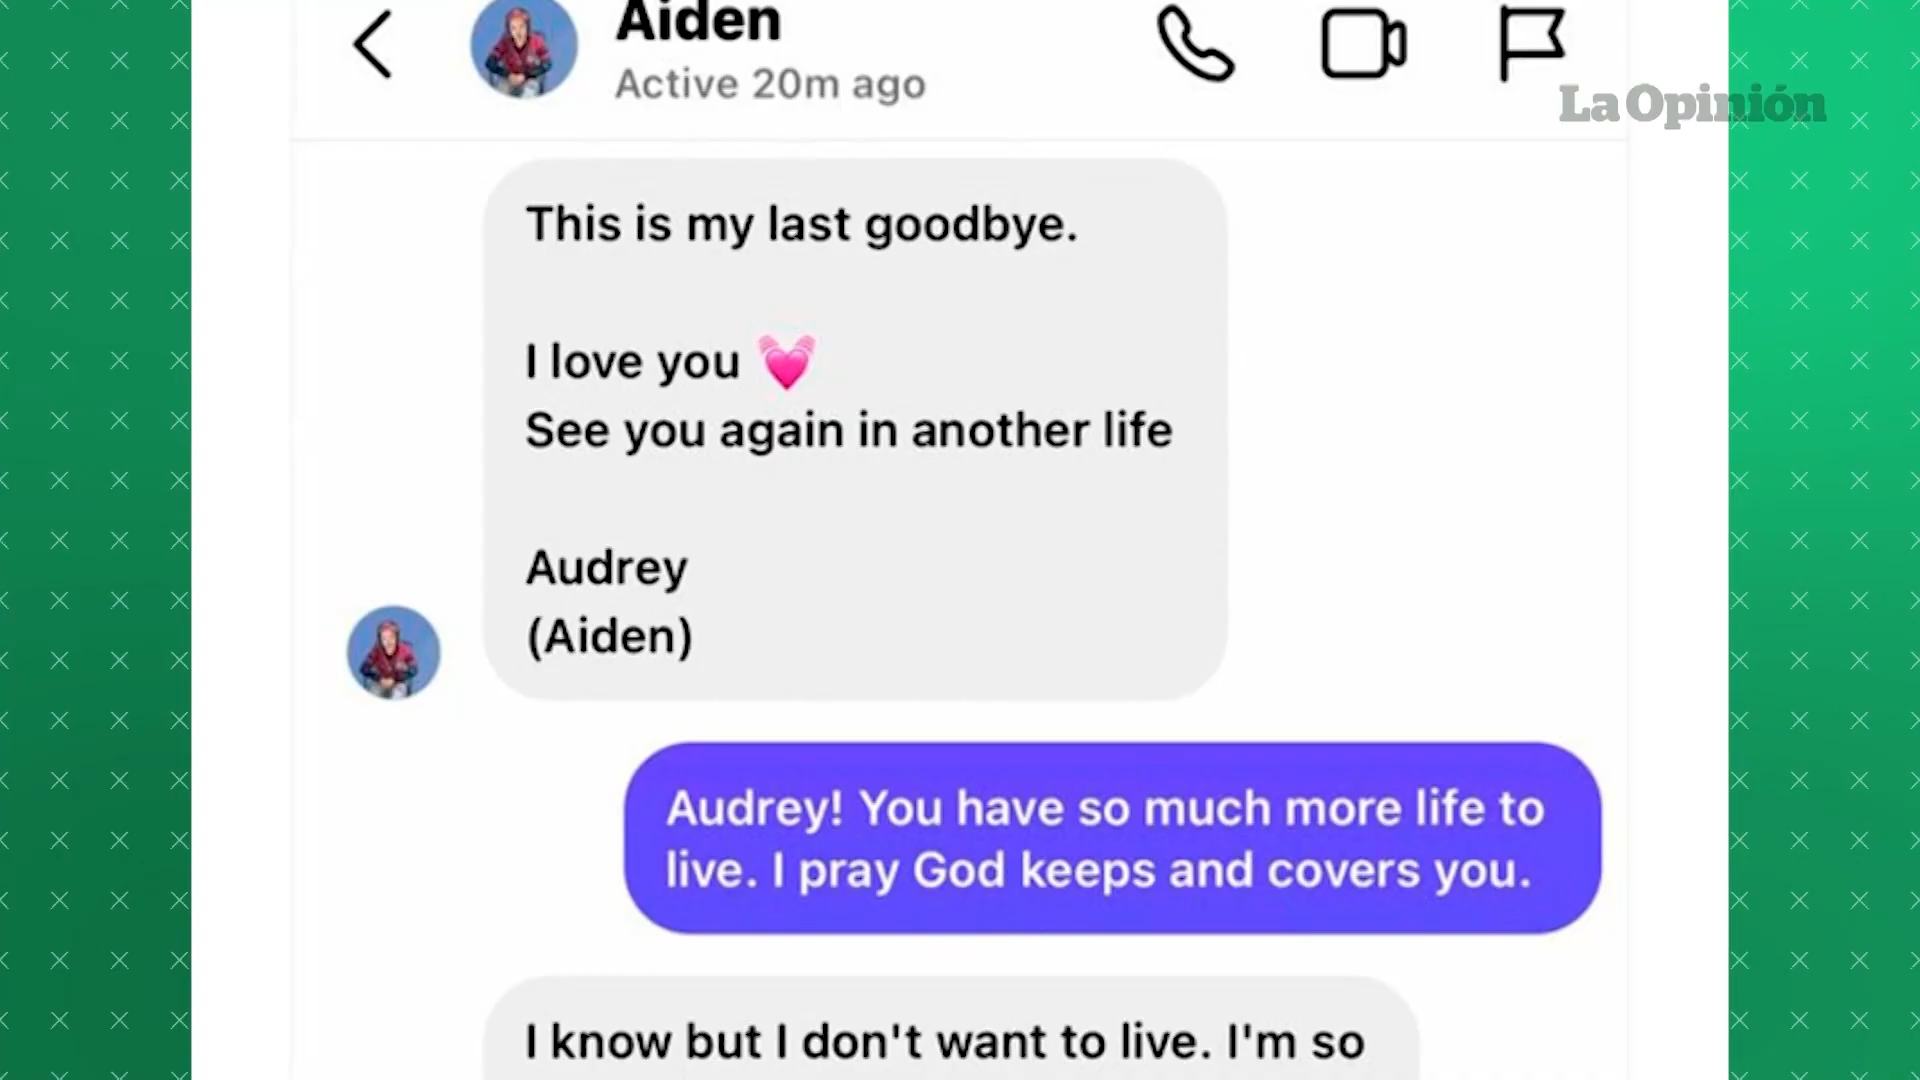 Aiden
Active 20m ago
La Opinión
This is my last goodbye.
I love you 💓
See you again in another life
Audrey
(Aiden)
Audrey! You have so much more life to
live. I pray God keeps and covers you.
I know but I don't want to live. I'm so